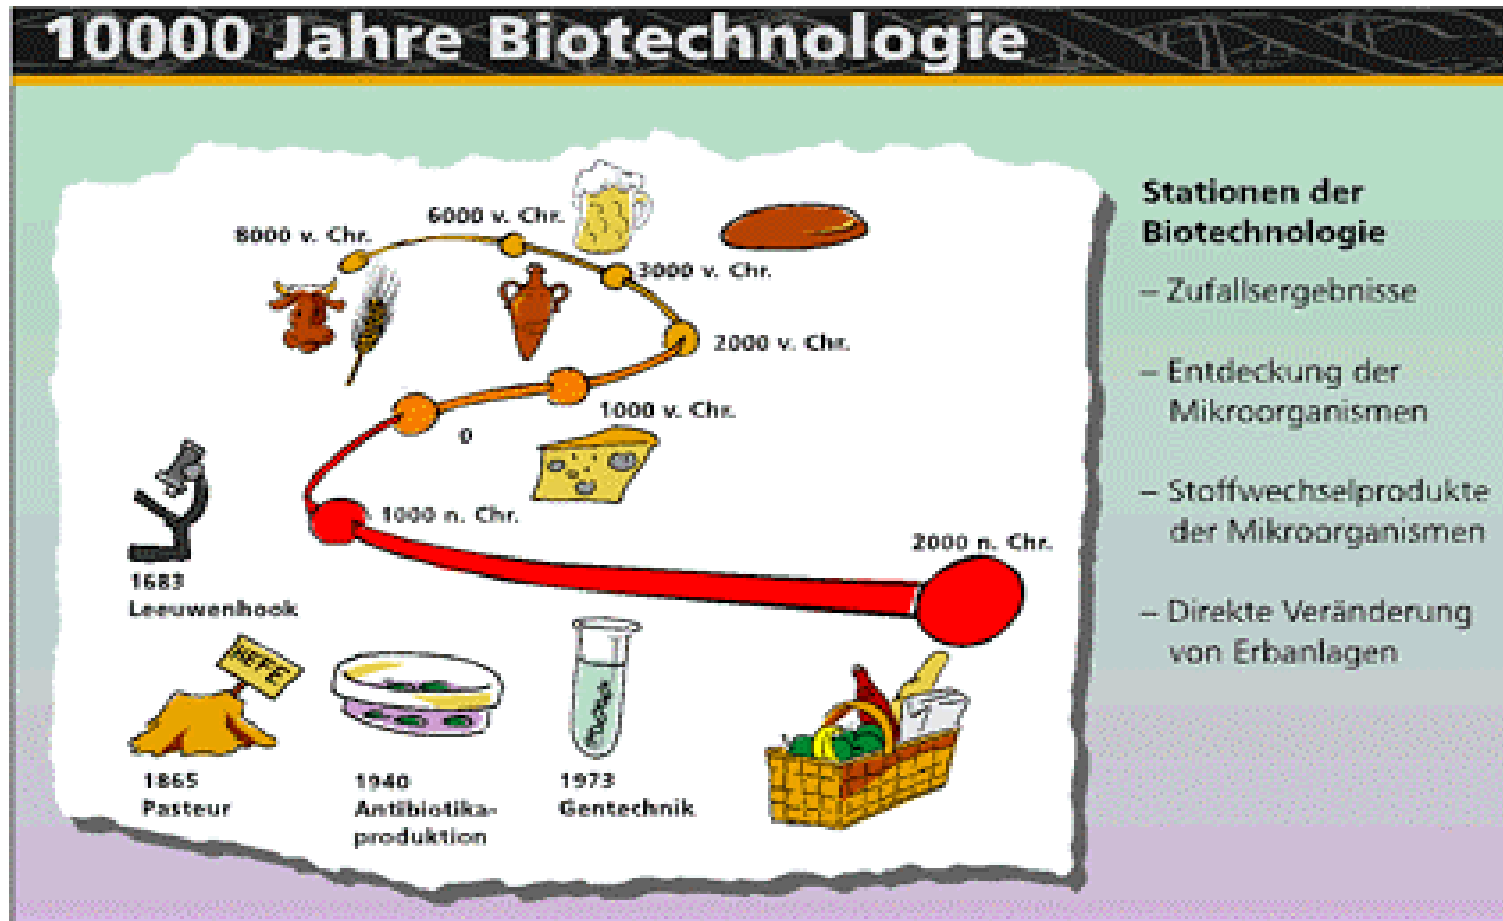 10000 Jahre Biotechnologie
8000 v. Chr.
6000 v. Chr.
3000 v. Chr.
2000 v. Chr.
1000 v. Chr.
0
1000 n. Chr.
2000 n. Chr.
1683
Leeuwenhook
HEFE
1865
Pasteur
1940
Antibiotika-
produktion
1973
Gentechnik
Stationen der
Biotechnologie
– Zufallsergebnisse
– Entdeckung der
Mikroorganismen
– Stoffwechselprodukte
der Mikroorganismen
– Direkte Veränderung
von Erbanlagen